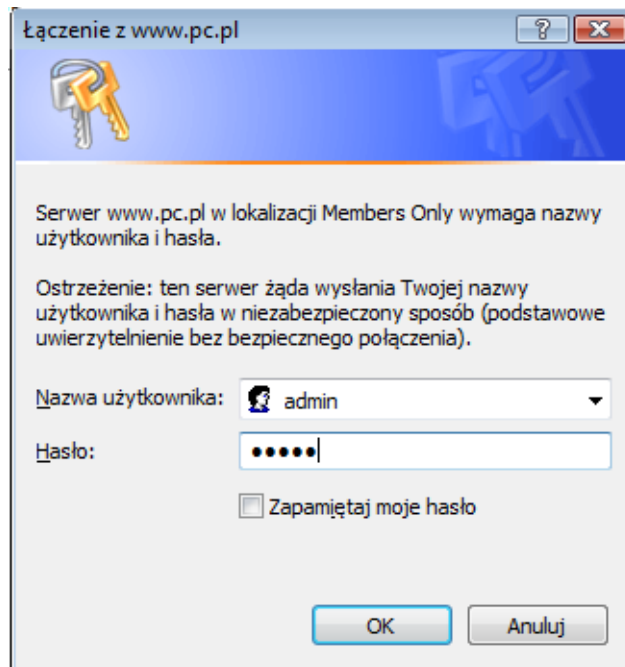 Łączenie z www.pc.pl
Serwer www.pc.pl w lokalizacji Members Only wymaga nazwy
użytkownika i hasła.
Ostrzeżenie: ten serwer żąda wysłania Twojej nazwy
użytkownika i hasła w niezabezpieczony sposób (podstawowe
uwierzytelnienie bez bezpiecznego połączenia).
Nazwa użytkownika: admin
Hasło: •••••
Zapamiętaj moje hasło
OK Anuluj